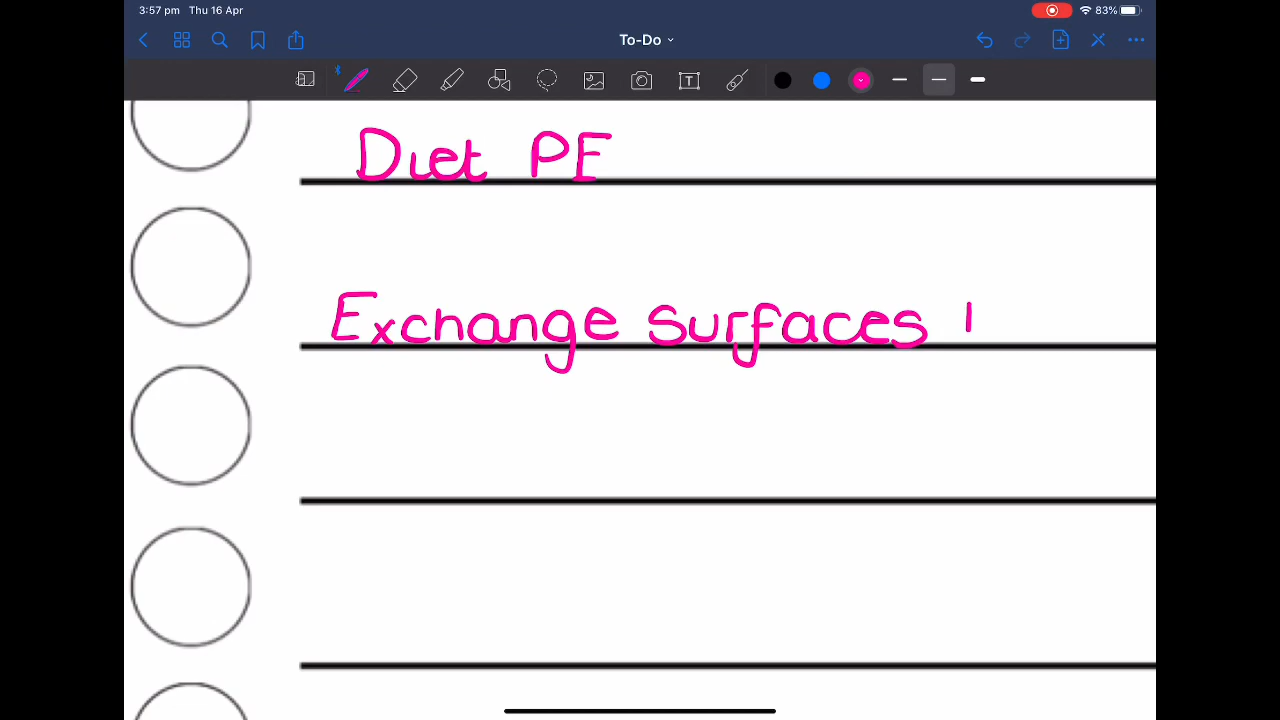 3:57 pm Thu 16 Apr 83%
To-Do
T
Diet PE
Exchange surfaces